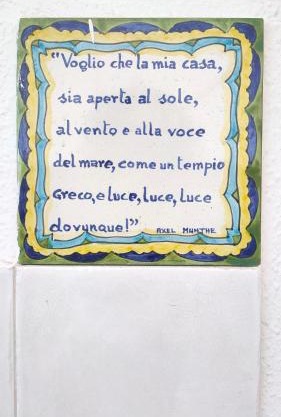 "Voglio che la mia casa,
sia aperta al sole,
al vento e alla voce
del mare, come un tempio
Greco, e luce, luce, luce
dovunque!" AXEL MUNTHE